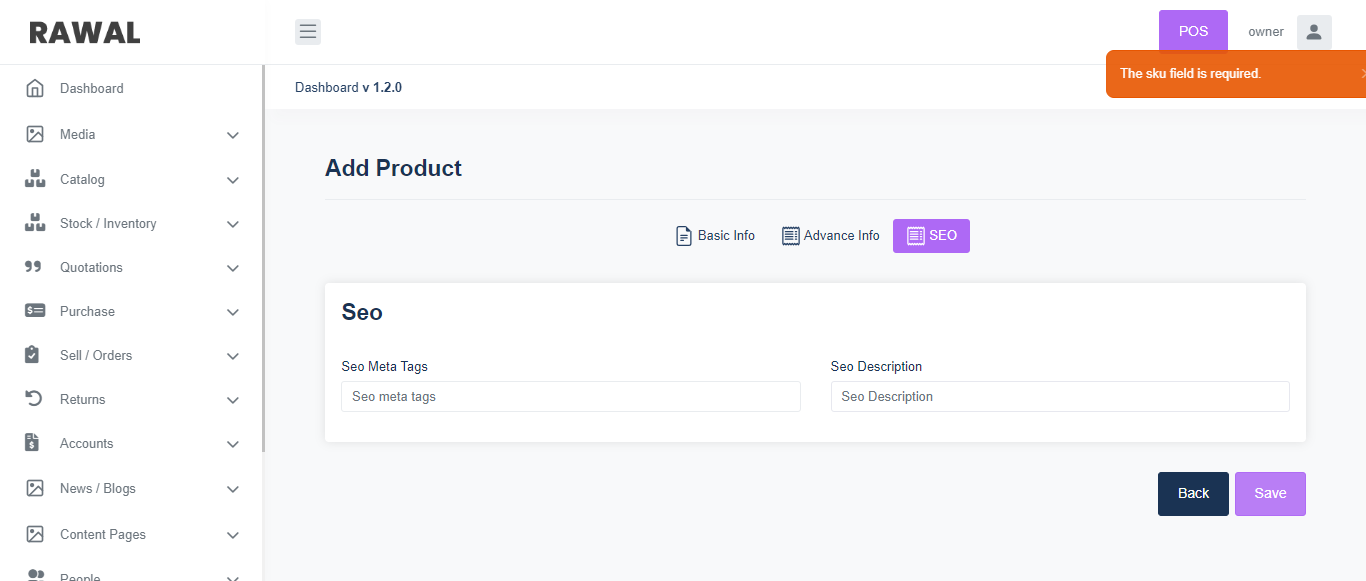 RAWAL
POS
owner
The sku field is required.
Dashboard v 1.2.0
Dashboard
Media
Catalog
Stock / Inventory
Quotations
Purchase
Sell / Orders
Returns
Accounts
News / Blogs
Content Pages
People
Add Product
Basic Info
Advance Info
SEO
Seo
Seo Meta Tags
Seo Description
Seo meta tags
Seo Description
Back
Save